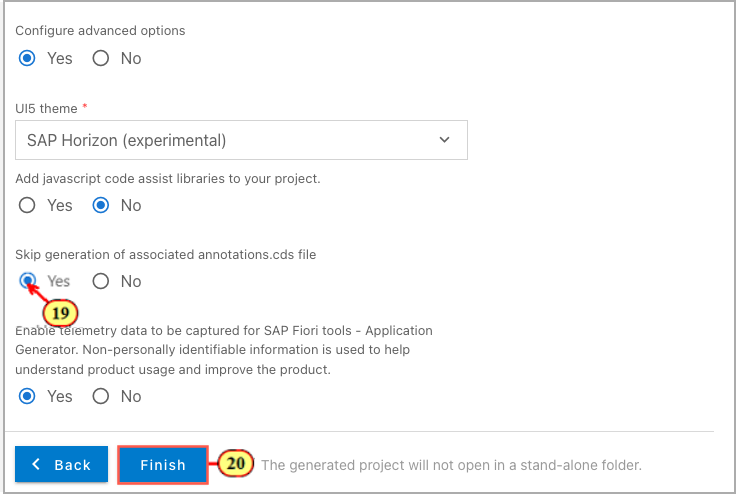 Configure advanced options
Yes No
UI5 theme *
SAP Horizon (experimental)
Add javascript code assist libraries to your project.
Yes No
Skip generation of associated annotations.cds file
Yes No
19
Enable telemetry data to be captured for SAP Fiori tools - Application
Generator. Non-personally identifiable information is used to help
understand product usage and improve the product.
Yes No
Back Finish 20 The generated project will not open in a stand-alone folder.